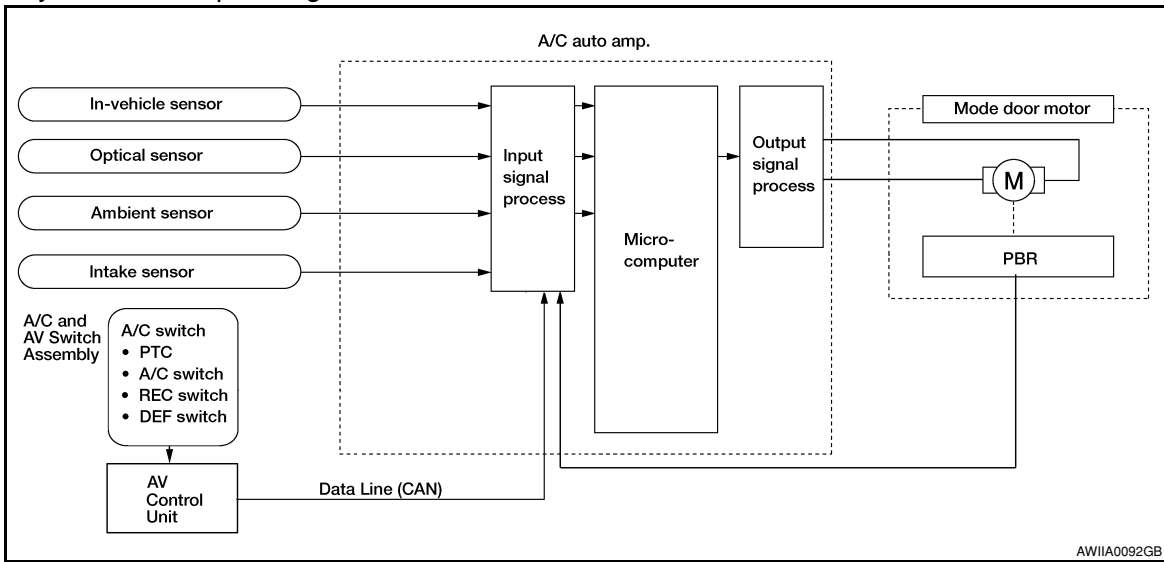 A/C auto amp.
In-vehicle sensor
Optical sensor
Ambient sensor
Intake sensor
Input
signal
process
Micro-
computer
Output
signal
process
Mode door motor
M
PBR
A/C and
AV Switch
Assembly
A/C switch
• PTC
• A/C switch
• REC switch
• DEF switch
AV
Control
Unit
Data Line (CAN)
AWIIA0092GB